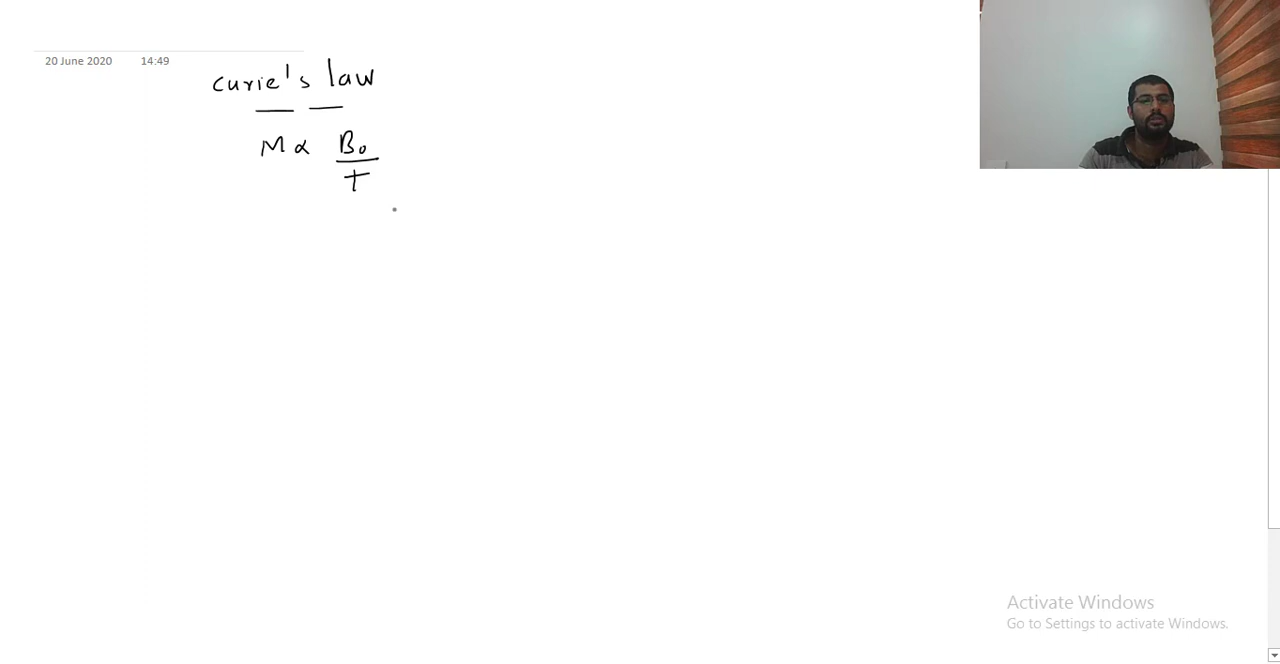 20 June 2020 14:49
Curie's law
M ∝ B₀
T
Activate Windows
Go to Settings to activate Windows.